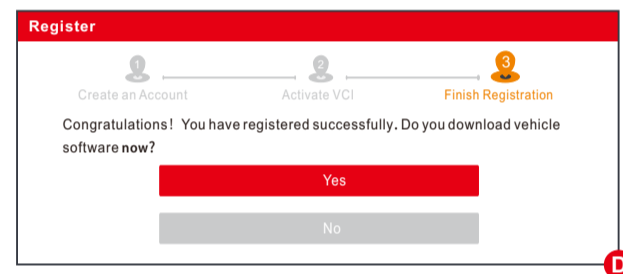 Register
1
2
3
Create an Account
Activate VCI
Finish Registration
Congratulations! You have registered successfully. Do you download vehicle
software now?
Yes
No
D